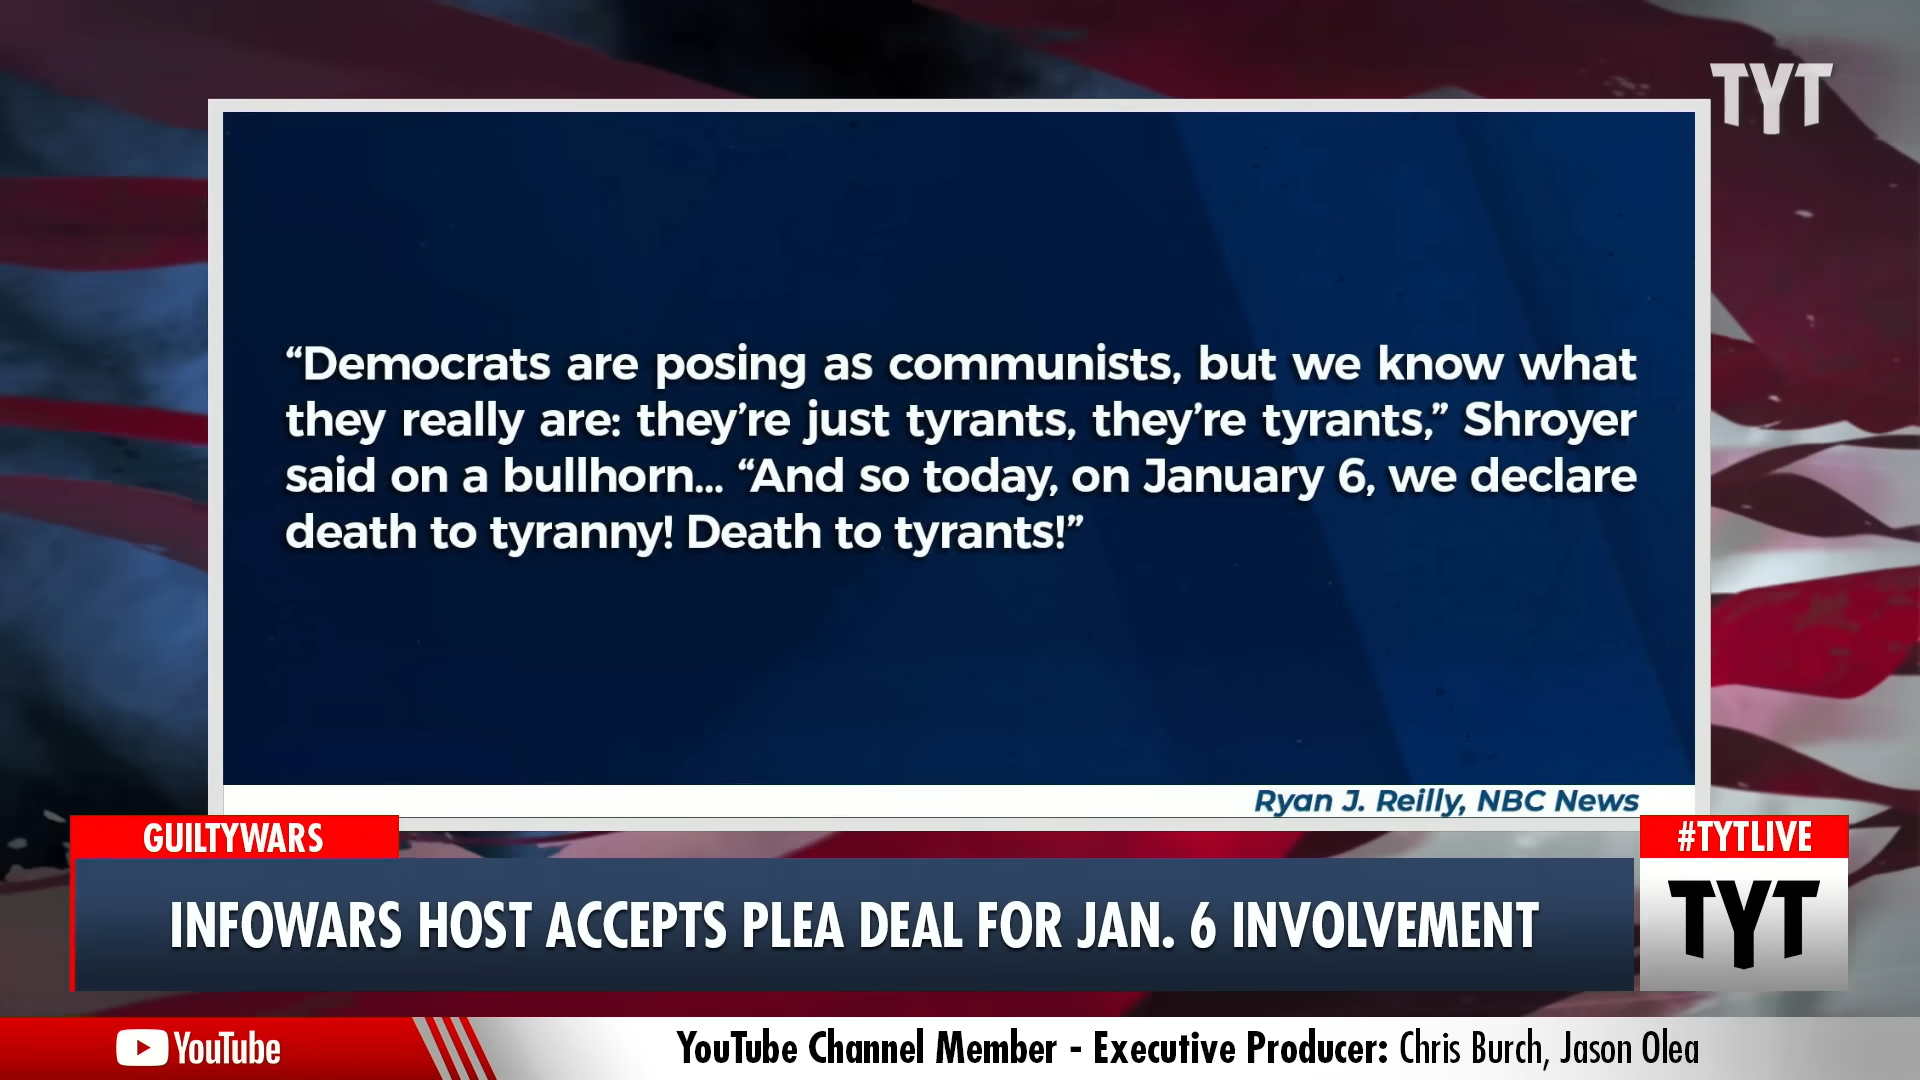 TYT
“Democrats are posing as communists, but we know what
they really are: they’re just tyrants, they’re tyrants,” Shroyer
said on a bullhorn... “And so today, on January 6, we declare
death to tyranny! Death to tyrants!”
Ryan J. Reilly, NBC News
GUILTYWARS
#TYTLIVE
INFOWARS HOST ACCEPTS PLEA DEAL FOR JAN. 6 INVOLVEMENT
TYT
YouTube
YouTube Channel Member - Executive Producer: Chris Burch, Jason Olea